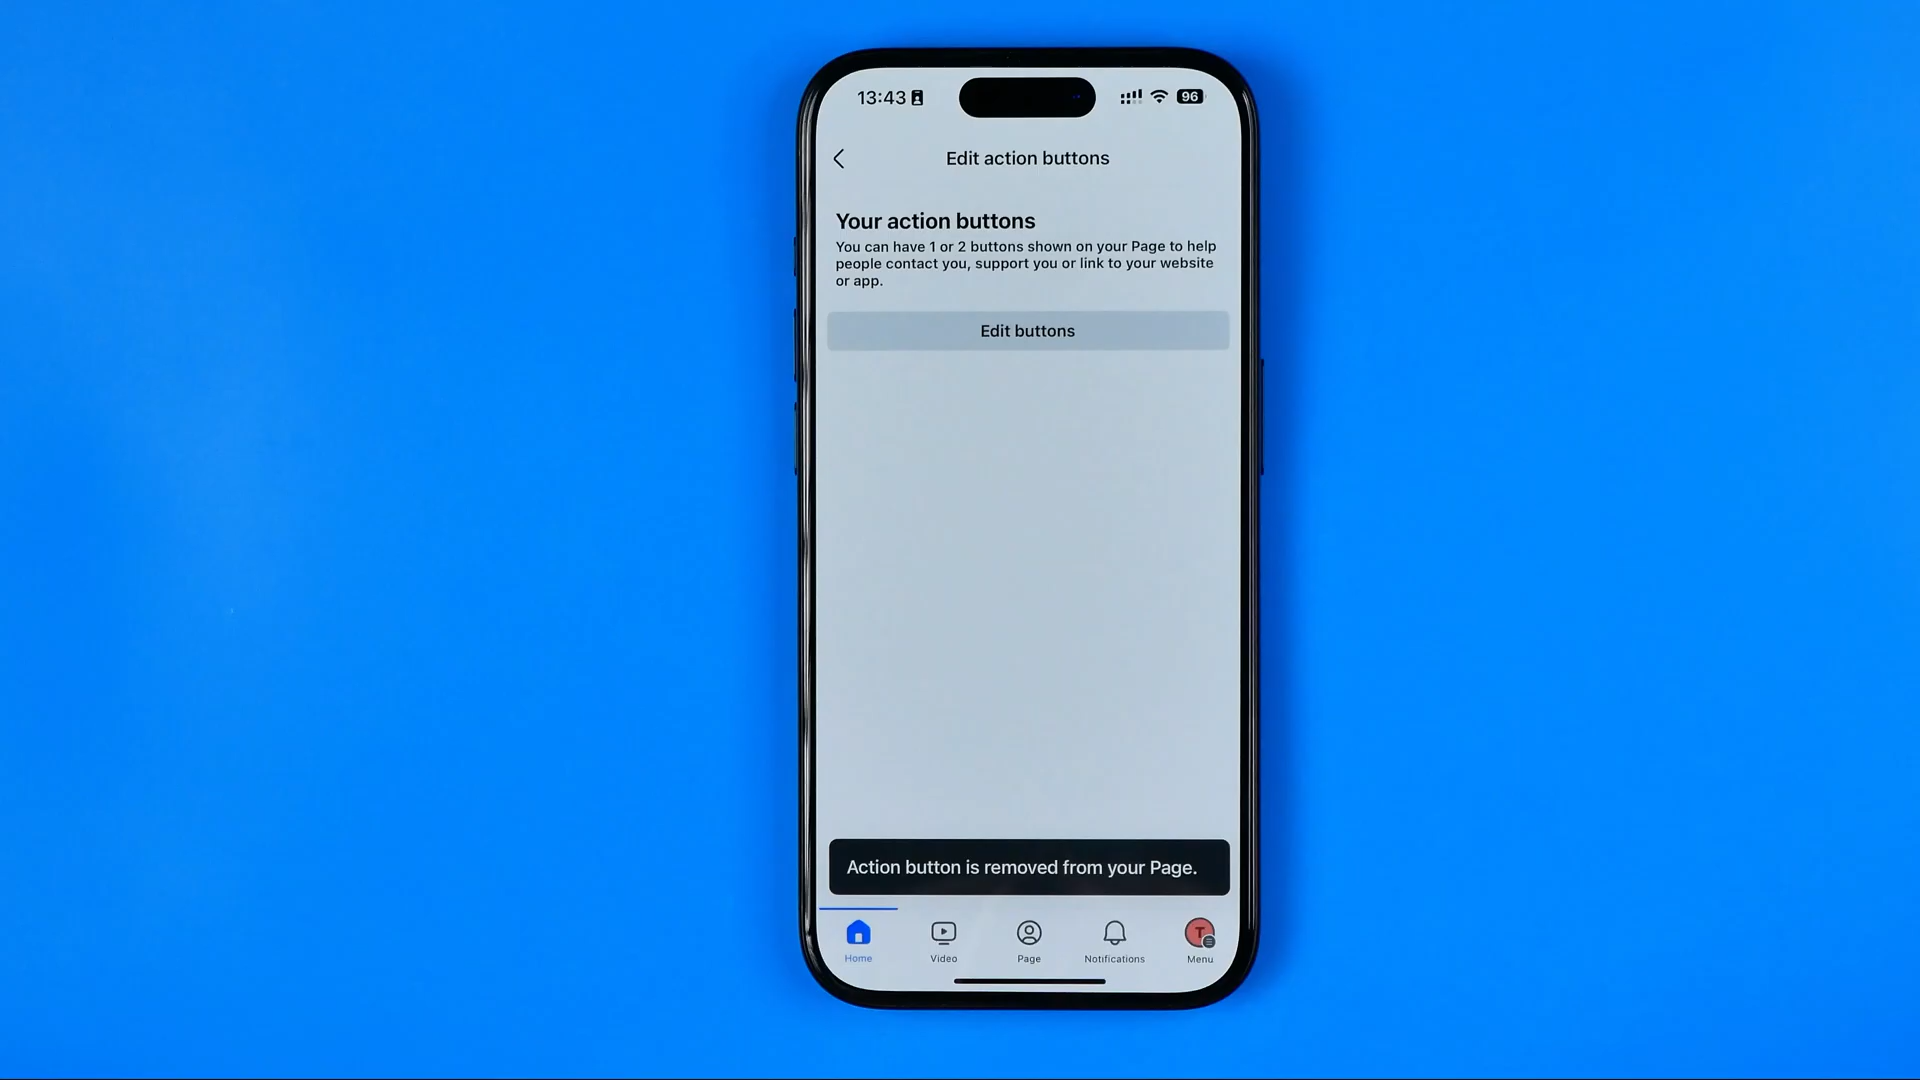 13:43
96
Edit action buttons
Your action buttons
You can have 1 or 2 buttons shown on your Page to help
people contact you, support you or link to your website
or app.
Edit buttons
Action button is removed from your Page.
Home
Video
Page
Notifications
T
Menu